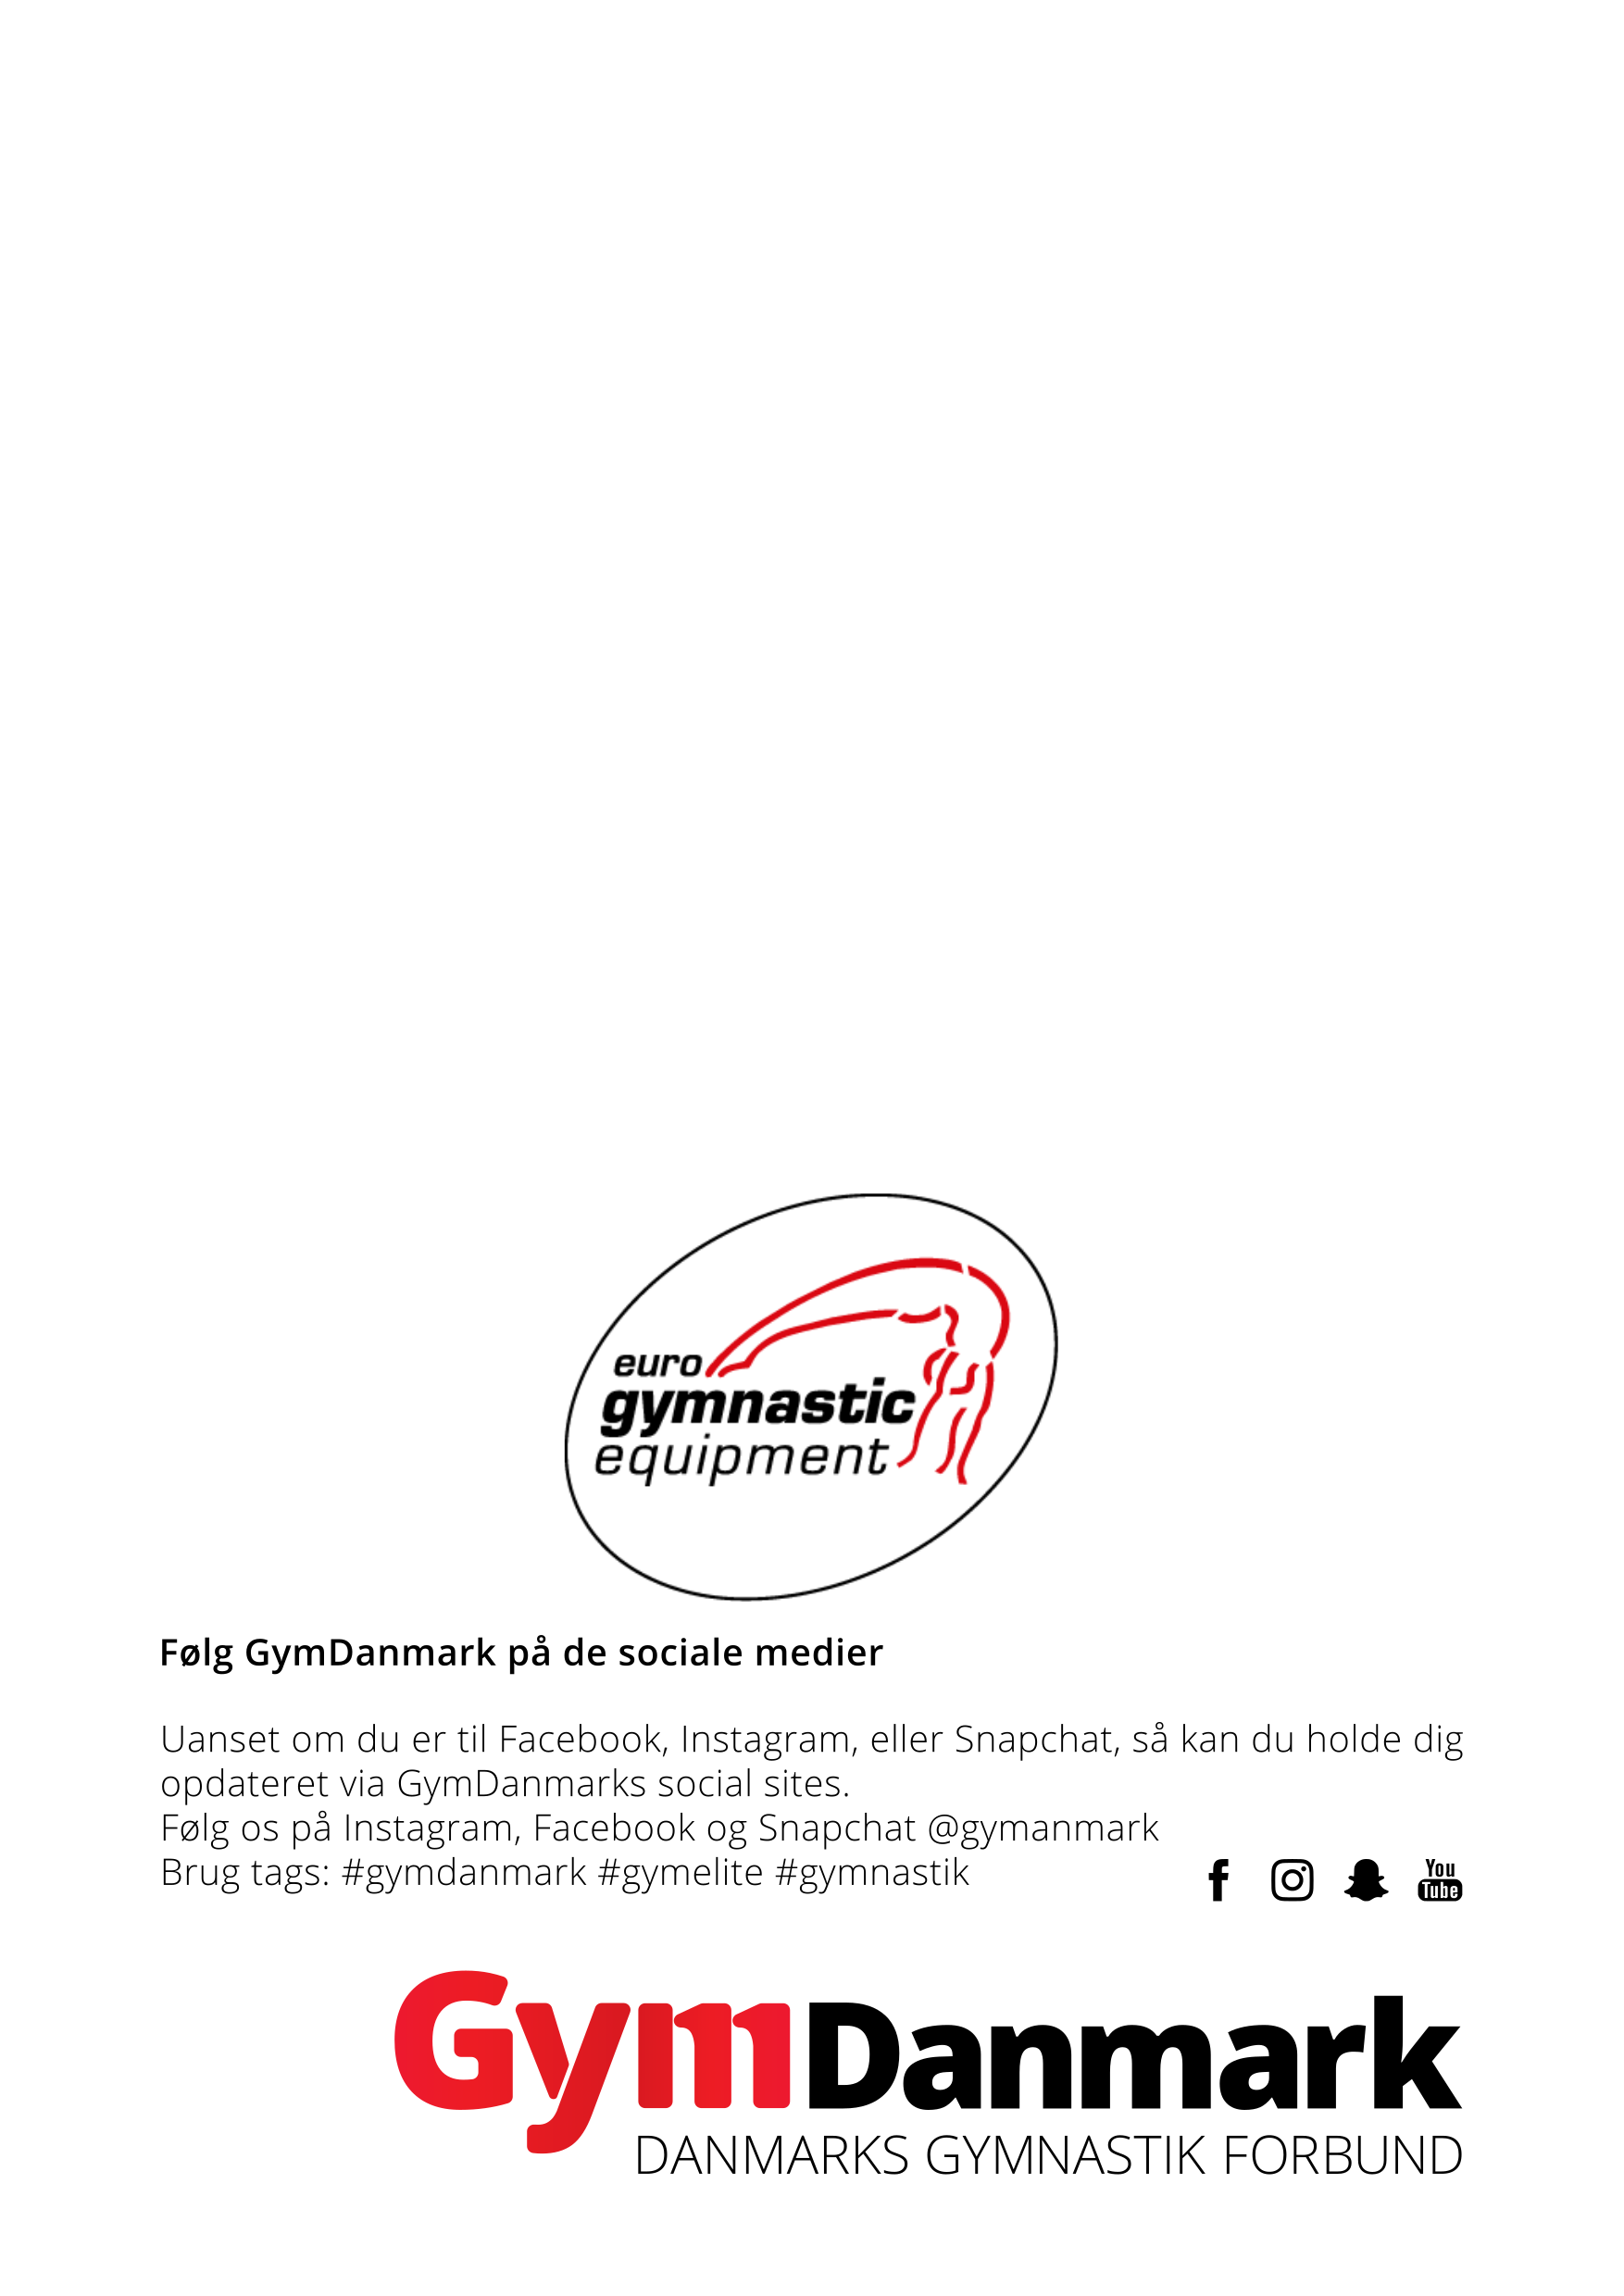 euro
gymnastic
equipment
Følg GymDanmark på de sociale medier
Uanset om du er til Facebook, Instagram, eller Snapchat, så kan du holde dig
opdateret via GymDanmarks social sites.
Følg os på Instagram, Facebook og Snapchat @gymanmark
Brug tags: #gymdanmark #gymelite #gymnastik
You
Tube
GymDanmark
DANMARKS GYMNASTIK FORBUND